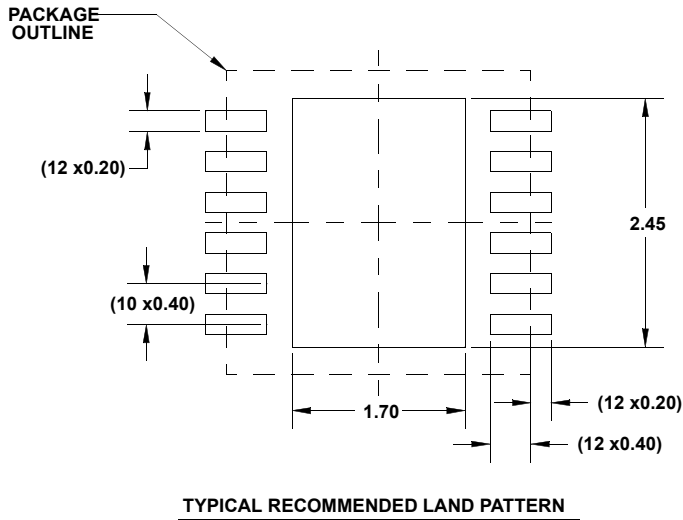 PACKAGE
OUTLINE
(12 x0.20)
2.45
(10 x0.40)
1.70
(12 x0.20)
(12 x0.40)
TYPICAL RECOMMENDED LAND PATTERN